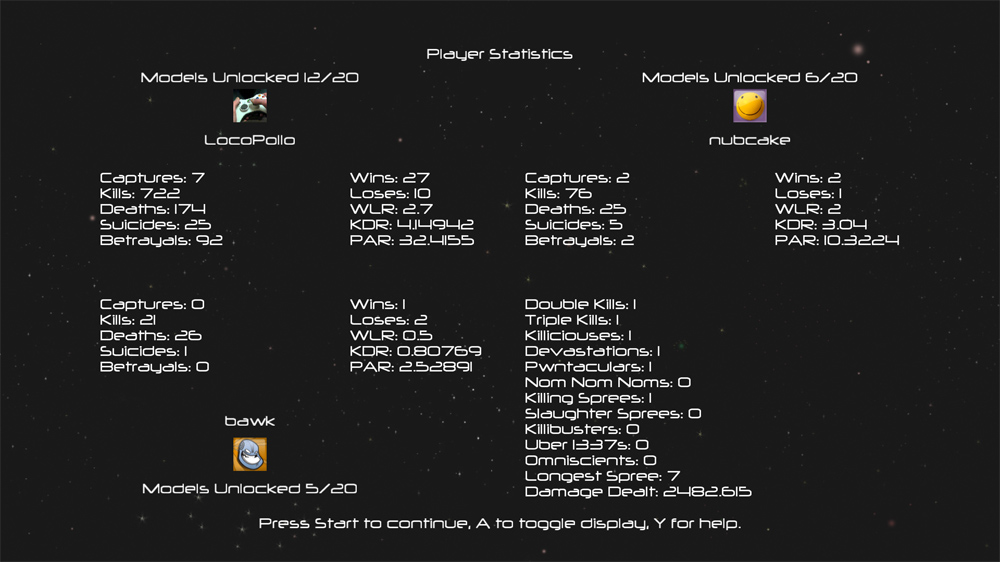 Player Statistics
Models Unlocked 12/20
LocoPollo
Captures: 7
Kills: 722
Deaths: 174
Suicides: 25
Betrayals: 92
Wins: 27
Loses: 10
WLR: 2.7
KDR: 4.14942
PAR: 32.4155
Models Unlocked 6/20
nubcake
Captures: 2
Kills: 76
Deaths: 25
Suicides: 5
Betrayals: 2
Wins: 2
Loses: 1
WLR: 2
KDR: 3.04
PAR: 10.3224
Captures: 0
Kills: 21
Deaths: 26
Suicides: 1
Betrayals: 0
Wins: 1
Loses: 2
WLR: 0.5
KDR: 0.80769
PAR: 2.52891
bawk
Models Unlocked 5/20
Double Kills: 1
Triple Kills: 1
Killiciouses: 1
Devastations: 1
Pwntaculars: 1
Nom Nom Noms: 0
Killing Sprees: 1
Slaughter Sprees: 0
Killibusters: 0
Uber 1337s: 0
Omniscients: 0
Longest Spree: 7
Damage Dealt: 2482.615
Press Start to continue, A to toggle display, Y for help.